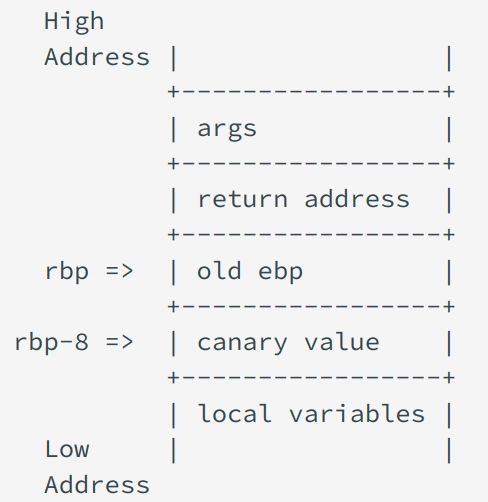 High
Address |                 |
        +-----------------+
        | args            |
        +-----------------+
        | return address  |
        +-----------------+
rbp =>  | old ebp         |
        +-----------------+
rbp-8 =>  | canary value    |
        +-----------------+
        | local variables |
Low     |                 |
Address